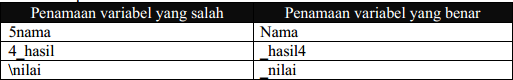 Penamaan variabel yang salah Penamaan variabel yang benar
5nama Nama
4_hasil _hasil4
\nilai _nilai